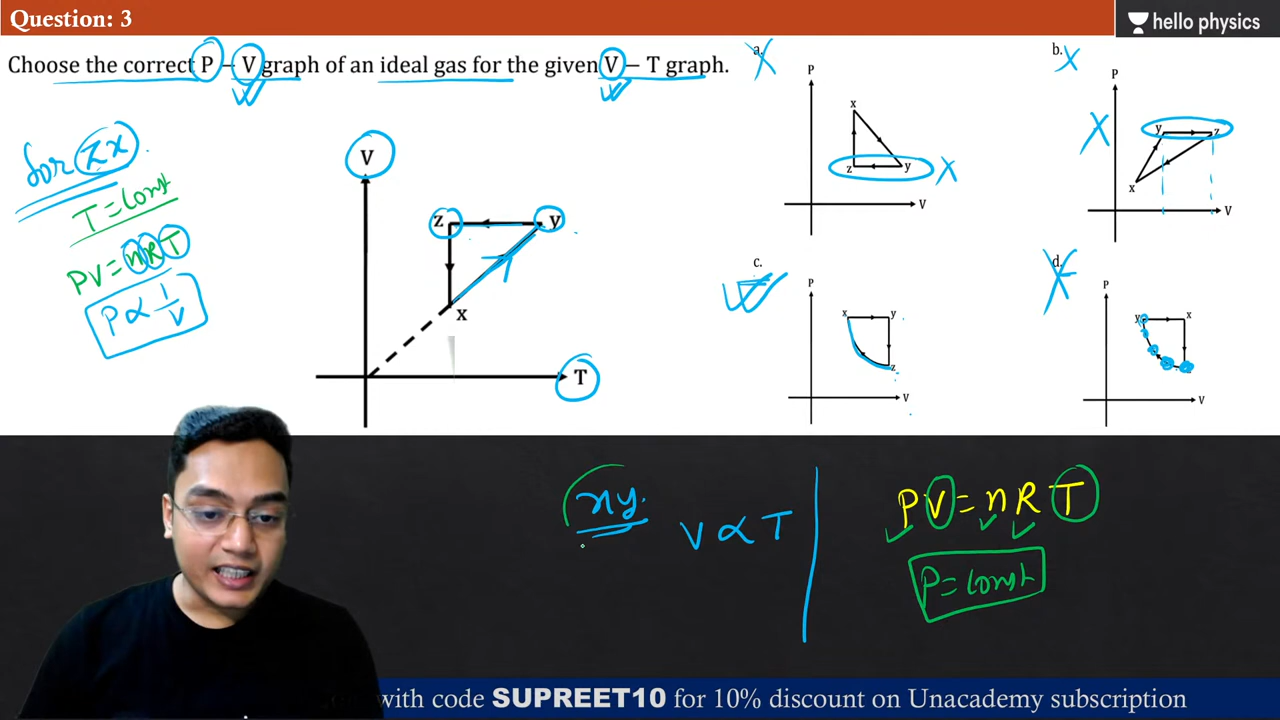 Question: 3
hello physics
Choose the correct P – V graph of an ideal gas for the given V – T graph.
for zx.
T = Const
PV = nRT
P ∝ 1/V
V
z
y
x
T
a.
P
x
z
y
V
b.
P
y
z
x
V
c.
P
x
y
z
V
d.
P
y
x
V
xy.
V ∝ T
PV = nRT
P = Const
with code SUPREET10 for 10% discount on Unacademy subscription